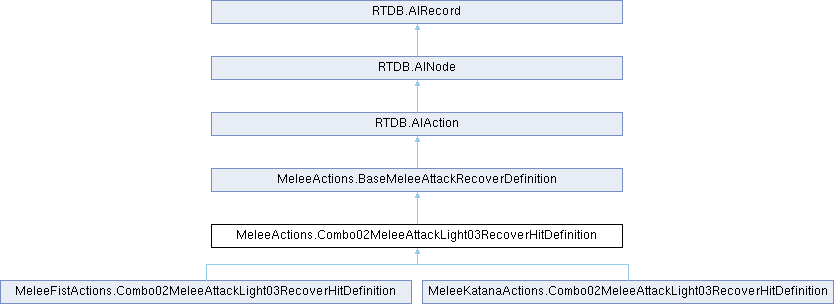 RTDB.AIRecord
RTDB.AINode
RTDB.AIAction
MeleeActions.BaseMeleeAttackRecoverDefinition
MeleeActions.Combo02MeleeAttackLight03RecoverHitDefinition
MeleeFistActions.Combo02MeleeAttackLight03RecoverHitDefinition
MeleeKatanaActions.Combo02MeleeAttackLight03RecoverHitDefinition